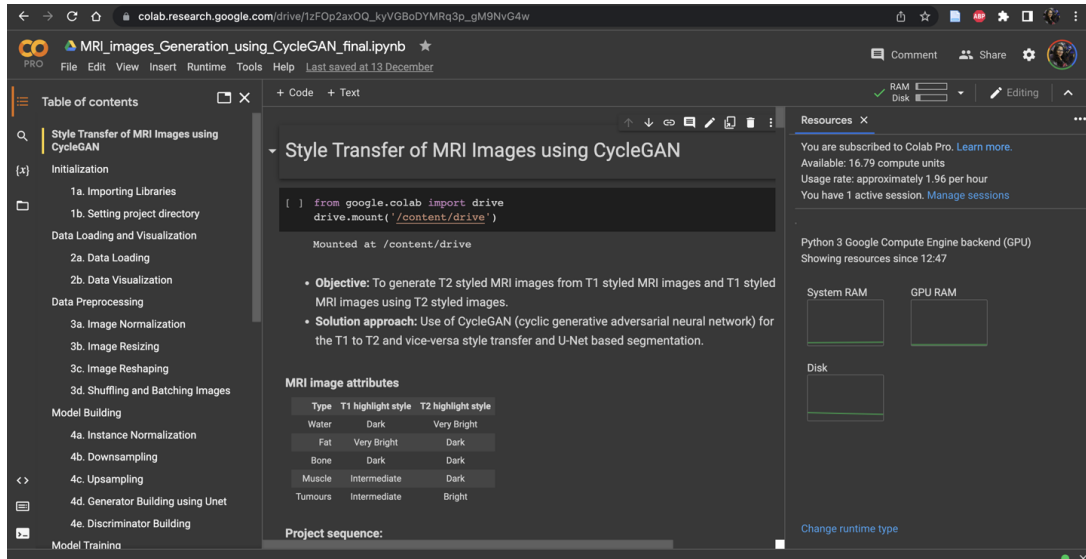 colab.research.google.com/drive/1zFOp2axOQ_kyVGBoDYMRq3p_gM9NvG4w
ABP
CO
PRO
MRI_images_Generation_using_CycleGAN_final.ipynb
File Edit View Insert Runtime Tools Help Last saved at 13 December
Comment Share
Table of contents
Style Transfer of MRI Images using
CycleGAN
Initialization
1a. Importing Libraries
1b. Setting project directory
Data Loading and Visualization
2a. Data Loading
2b. Data Visualization
Data Preprocessing
3a. Image Normalization
3b. Image Resizing
3c. Image Reshaping
3d. Shuffling and Batching Images
Model Building
4a. Instance Normalization
4b. Downsampling
4c. Upsampling
4d. Generator Building using Unet
4e. Discriminator Building
Model Training
+ Code + Text
RAM
Disk
Editing
Style Transfer of MRI Images using CycleGAN
[ ] from google.colab import drive
drive.mount('/content/drive')
Mounted at /content/drive
• Objective: To generate T2 styled MRI images from T1 styled MRI images and T1 styled
MRI images using T2 styled images.
• Solution approach: Use of CycleGAN (cyclic generative adversarial neural network) for
the T1 to T2 and vice-versa style transfer and U-Net based segmentation.
MRI image attributes
Type T1 highlight style T2 highlight style
Water Dark Very Bright
Fat Very Bright Dark
Bone Dark Dark
Muscle Intermediate Dark
Tumours Intermediate Bright
Project sequence:
Resources
You are subscribed to Colab Pro. Learn more.
Available: 16.79 compute units
Usage rate: approximately 1.96 per hour
You have 1 active session. Manage sessions
Python 3 Google Compute Engine backend (GPU)
Showing resources since 12:47
System RAM GPU RAM
Disk
Change runtime type